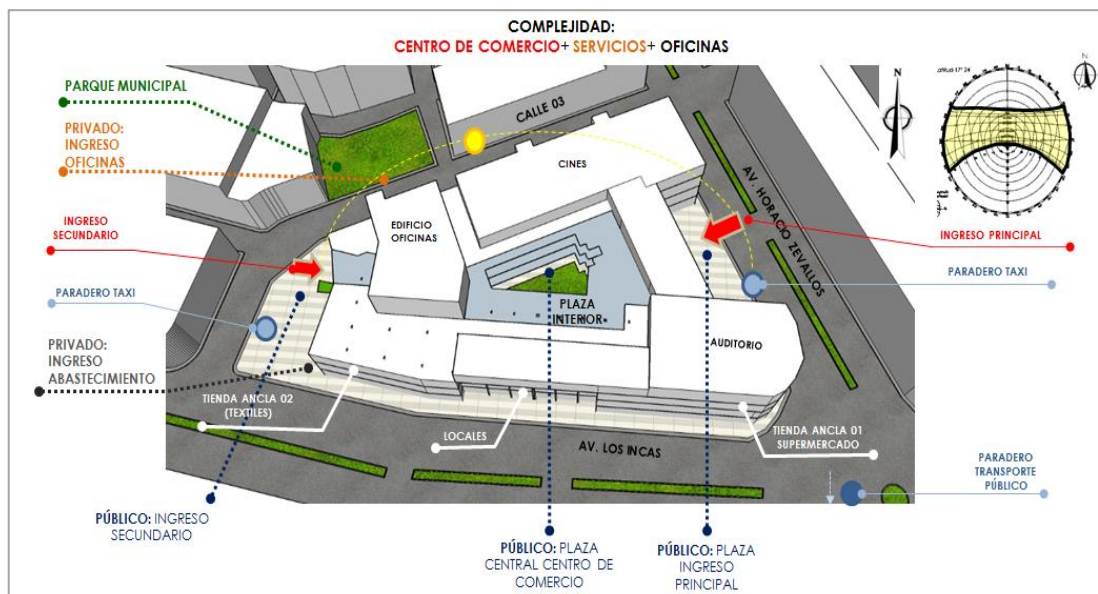 COMPLEJIDAD:
CENTRO DE COMERCIO+ SERVICIOS+ OFICINAS
PARQUE MUNICIPAL
PRIVADO:
INGRESO
OFICINAS
INGRESO
SECUNDARIO
PARADERO TAXI
PRIVADO:
INGRESO
ABASTECIMIENTO
CALLE 03
CINES
EDIFICIO
OFICINAS
PLAZA
INTERIOR
AUDITORIO
AV. HORACIO ZEVALLOS
N
N
INGRESO PRINCIPAL
PARADERO TAXI
TIENDA ANCLA 02
(TEXTILES)
LOCALES
AV. LOS INCAS
TIENDA ANCLA 01
SUPERMERCADO
PARADERO
TRANSPORTE
PÚBLICO
PÚBLICO: INGRESO
SECUNDARIO
PÚBLICO: PLAZA
CENTRAL CENTRO DE
COMERCIO
PÚBLICO: PLAZA
INGRESO
PRINCIPAL